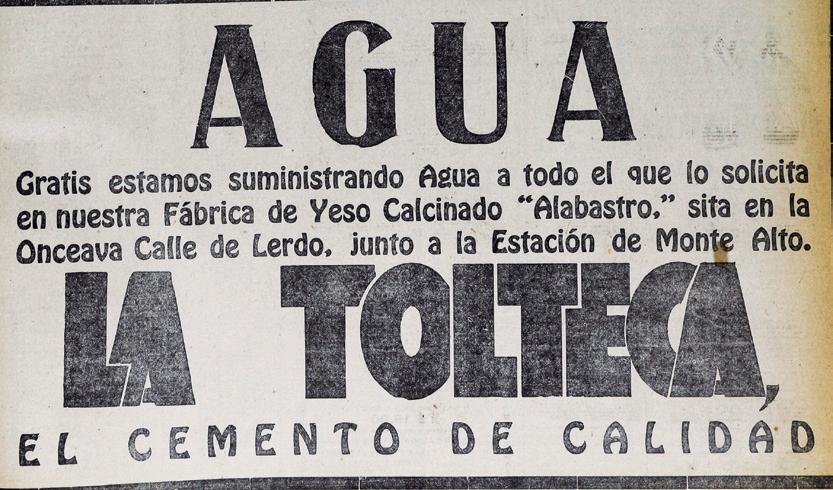 AGUA
Gratis estamos suministrando Agua a todo el que lo solicita
en nuestra Fábrica de Yeso Calcinado “Alabastro,” sita en la
Onceava Calle de Lerdo, junto a la Estación de Monte Alto.
LA TOLTECA,
EL CEMENTO DE CALIDAD